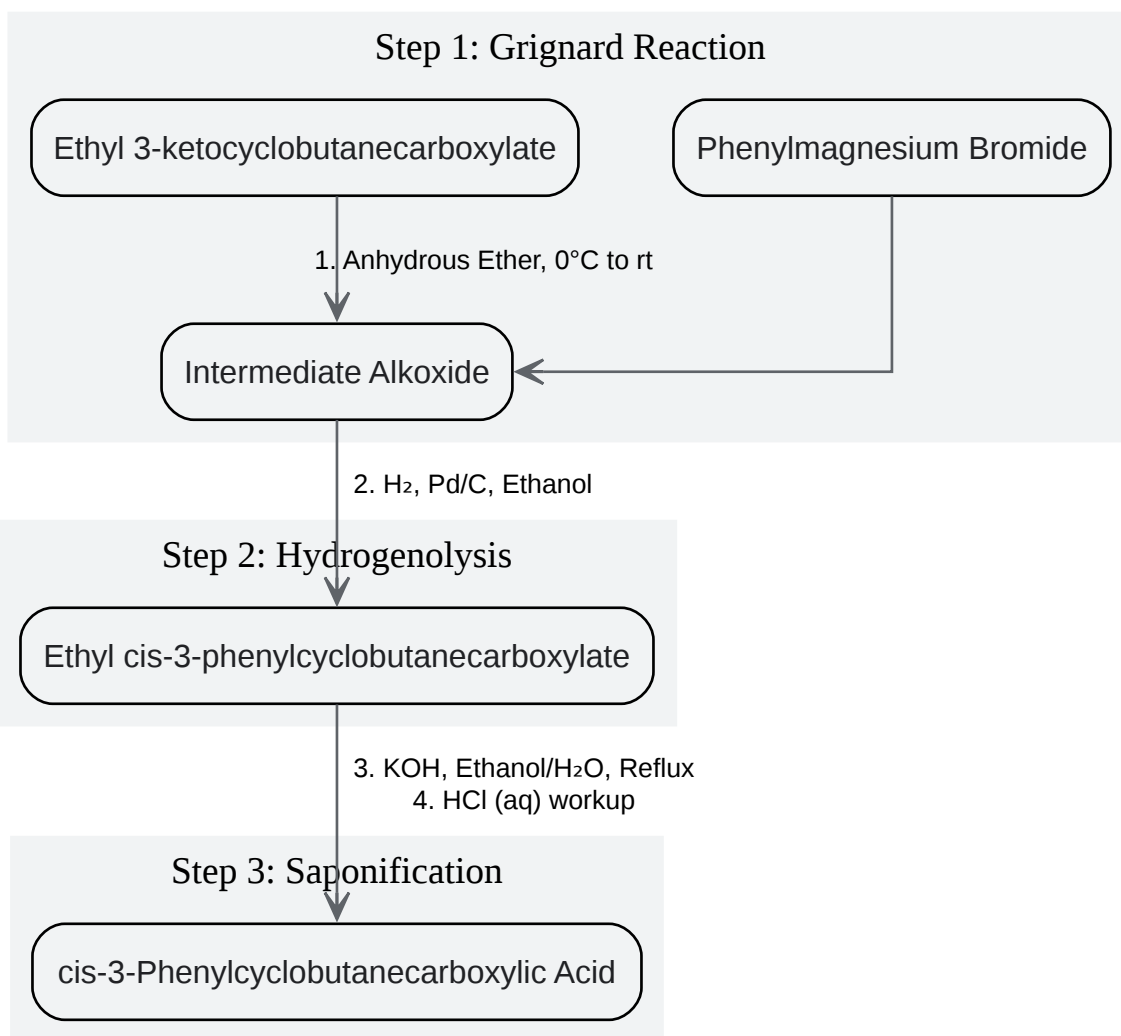 Step 1: Grignard Reaction
Ethyl 3-ketocyclobutanecarboxylate
Phenylmagnesium Bromide
1. Anhydrous Ether, 0°C to rt
Intermediate Alkoxide
2. H₂, Pd/C, Ethanol
Step 2: Hydrogenolysis
Ethyl cis-3-phenylcyclobutanecarboxylate
3. KOH, Ethanol/H₂O, Reflux
4. HCl (aq) workup
Step 3: Saponification
cis-3-Phenylcyclobutanecarboxylic Acid